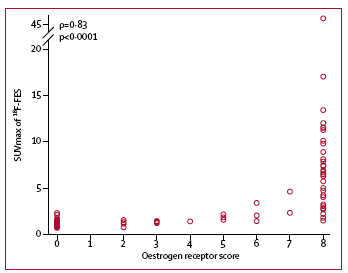 45
ρ=0·83
p<0·0001
20
15
10
5
0
SUVmax of ¹⁸F-FES
0 1 2 3 4 5 6 7 8
Oestrogen receptor score